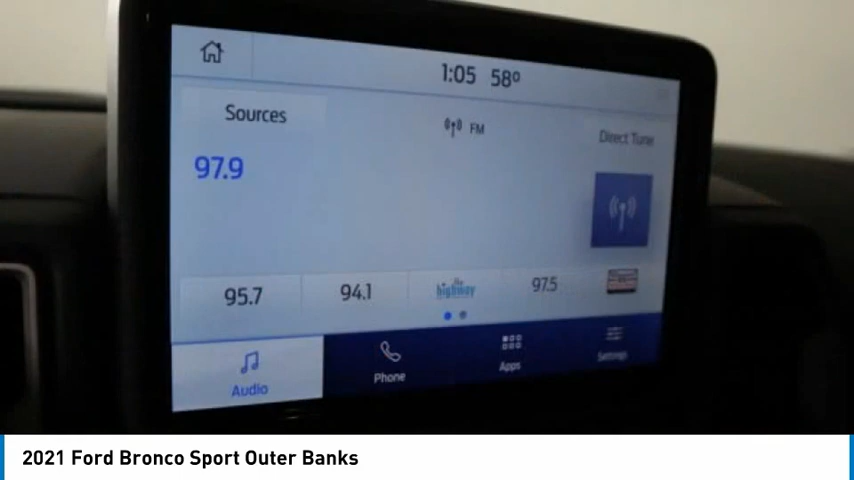 1:05 58°
Sources
FM
Direct Tune
97.9
95.7 94.1 the highway 97.5
Audio Phone Apps Settings
2021 Ford Bronco Sport Outer Banks